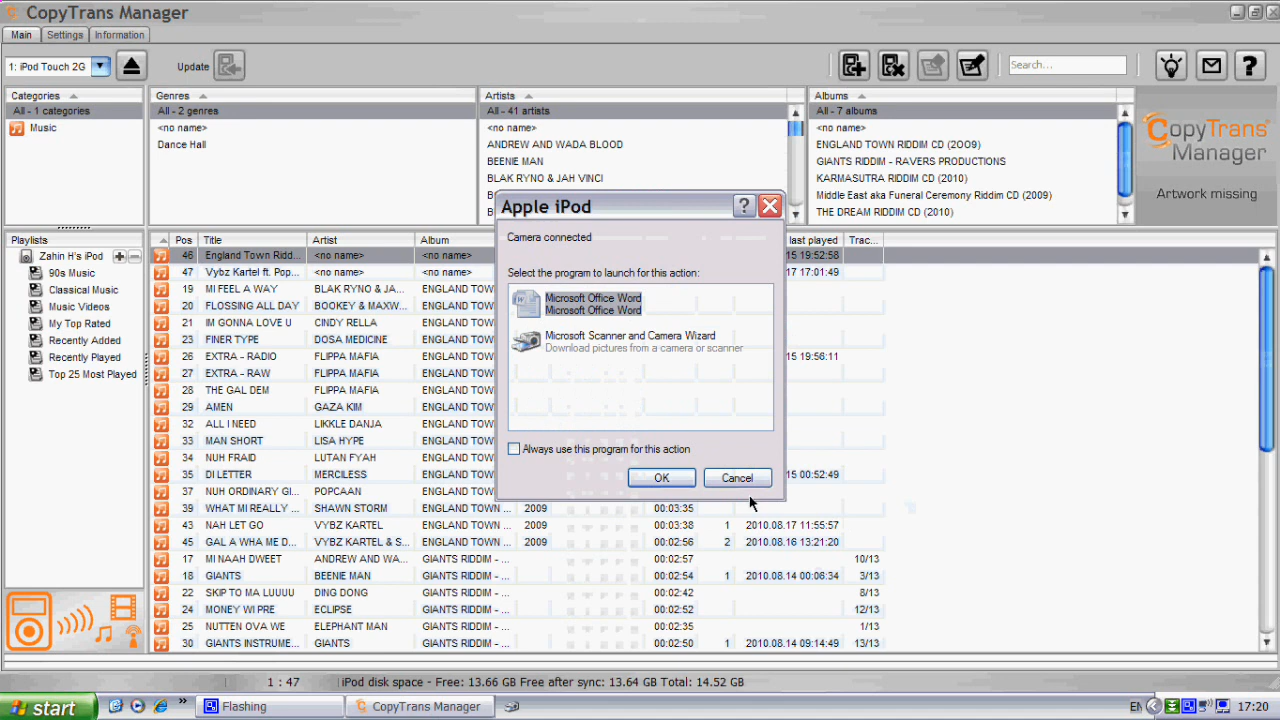 CopyTrans Manager
Main
Settings
Information
1: iPod Touch 2G
Update
Search...
Categories
All - 1 categories
Music
Genres
All - 2 genres
<no name>
Dance Hall
Artists
All - 41 artists
<no name>
ANDREW AND WADA BLOOD
BEENIE MAN
BLAK RYNO & JAH VINCI
Albums
All - 7 albums
<no name>
ENGLAND TOWN RIDDIM CD (2OO9)
GIANTS RIDDIM - RAVERS PRODUCTIONS
KARMASUTRA RIDDIM CD (2010)
Middle East aka Funeral Ceremony Riddim CD (2009)
THE DREAM RIDDIM CD (2010)
CopyTrans
Manager
Artwork missing
Apple iPod
Camera connected
Select the program to launch for this action:
Microsoft Office Word
Microsoft Office Word
Microsoft Scanner and Camera Wizard
Download pictures from a camera or scanner
Always use this program for this action
OK
Cancel
Playlists
Zahin H's iPod
90s Music
Classical Music
Music Videos
My Top Rated
Recently Added
Recently Played
Top 25 Most Played
Pos Title Artist Album last played Trac...
46 England Town Ridd... <no name> <no name> 15 19:52:58
47 Vybz Kartel ft. Pop... <no name> <no name> 17 17:01:49
19 MI FEEL A WAY BLAK RYNO & JA... ENGLAND TOW
20 FLOSSING ALL DAY BOOKEY & MAXW... ENGLAND TOW
21 IM GONNA LOVE U CINDY RELLA ENGLAND TOW
23 FINER TYPE DOSA MEDICINE ENGLAND TOW
26 EXTRA - RADIO FLIPPA MAFIA ENGLAND TOW 15 19:56:11
27 EXTRA - RAW FLIPPA MAFIA ENGLAND TOW
28 THE GAL DEM FLIPPA MAFIA ENGLAND TOW
29 AMEN GAZA KIM ENGLAND TOW
32 ALL I NEED LIKKLE DANJA ENGLAND TOW
33 MAN SHORT LISA HYPE ENGLAND TOW
34 NUH FRAID LUTAN FYAH ENGLAND TOW
35 DI LETTER MERCILESS ENGLAND TOW 15 00:52:49
37 NUH ORDINARY GI... POPCAAN ENGLAND TOW
39 WHAT MI REALLY ... SHAWN STORM ENGLAND TOWN ... 2009 00:03:35
43 NAH LET GO VYBZ KARTEL ENGLAND TOWN ... 2009 00:03:38 1 2010.08.17 11:55:57
45 GAL A WHA ME D... VYBZ KARTEL & S... ENGLAND TOWN ... 2009 00:02:56 2 2010.08.16 13:21:20
17 MI NAAH DWEET ANDREW AND WA... GIANTS RIDDIM - ... 00:02:57 10/13
18 GIANTS BEENIE MAN GIANTS RIDDIM - ... 00:02:54 1 2010.08.14 00:06:34 3/13
22 SKIP TO MA LUUUU DING DONG GIANTS RIDDIM - ... 00:02:42 8/13
24 MONEY WI PRE ECLIPSE GIANTS RIDDIM - ... 00:02:52 12/13
25 NUTTEN OVA WE ELEPHANT MAN GIANTS RIDDIM - ... 00:02:35 1/13
30 GIANTS INSTRUME... GIANTS GIANTS RIDDIM - ... 00:02:50 1 2010.08.14 09:14:49 13/13
1 : 47
iPod disk space - Free: 13.66 GB Free after sync: 13.64 GB Total: 14.52 GB
start
Flashing
CopyTrans Manager
EN
17:20